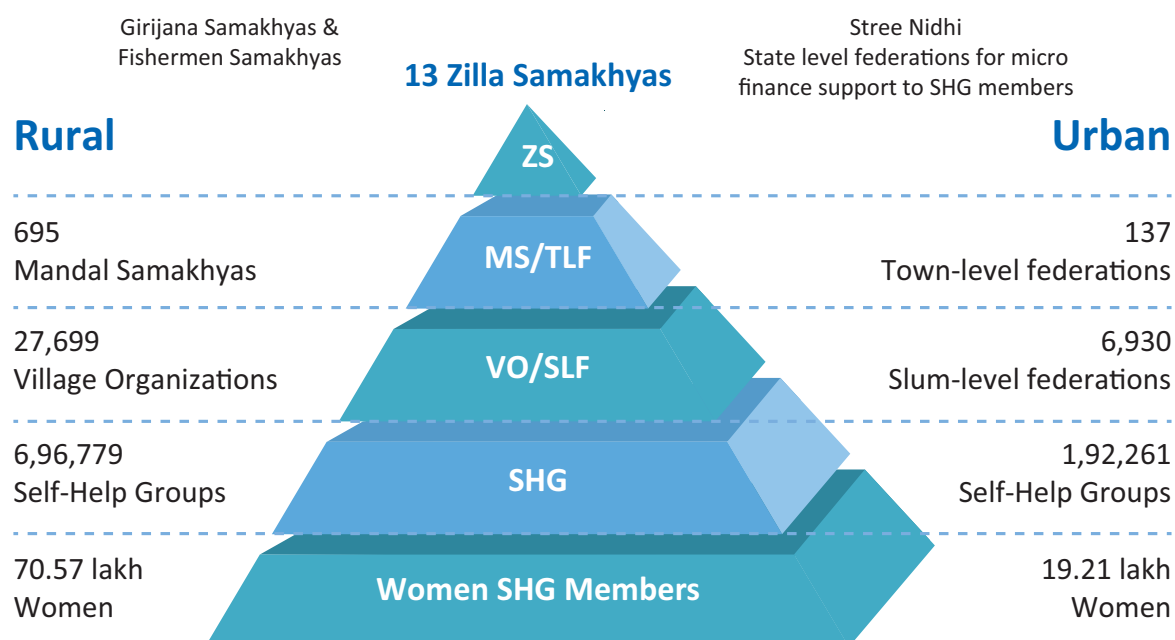 Girijana Samakhyas &
Fishermen Samakhyas
Stree Nidhi
State level federations for micro
finance support to SHG members
13 Zilla Samakhyas
Rural
Urban
ZS
695
Mandal Samakhyas
MS/TLF
137
Town-level federations
27,699
Village Organizations
VO/SLF
6,930
Slum-level federations
6,96,779
Self-Help Groups
SHG
1,92,261
Self-Help Groups
70.57 lakh
Women
Women SHG Members
19.21 lakh
Women